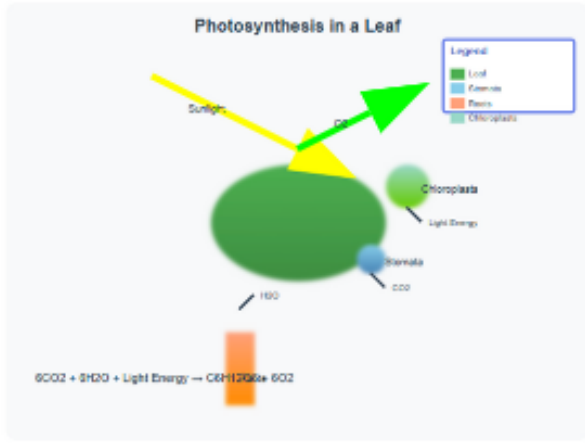 Photosynthesis in a Leaf
Legend
Leaf
Stomata
Roots
Chloroplasts
Sunlight
O2
Chloroplasts
Light Energy
Stomata
CO2
H2O
6CO2 + 6H2O + Light Energy → 6O2